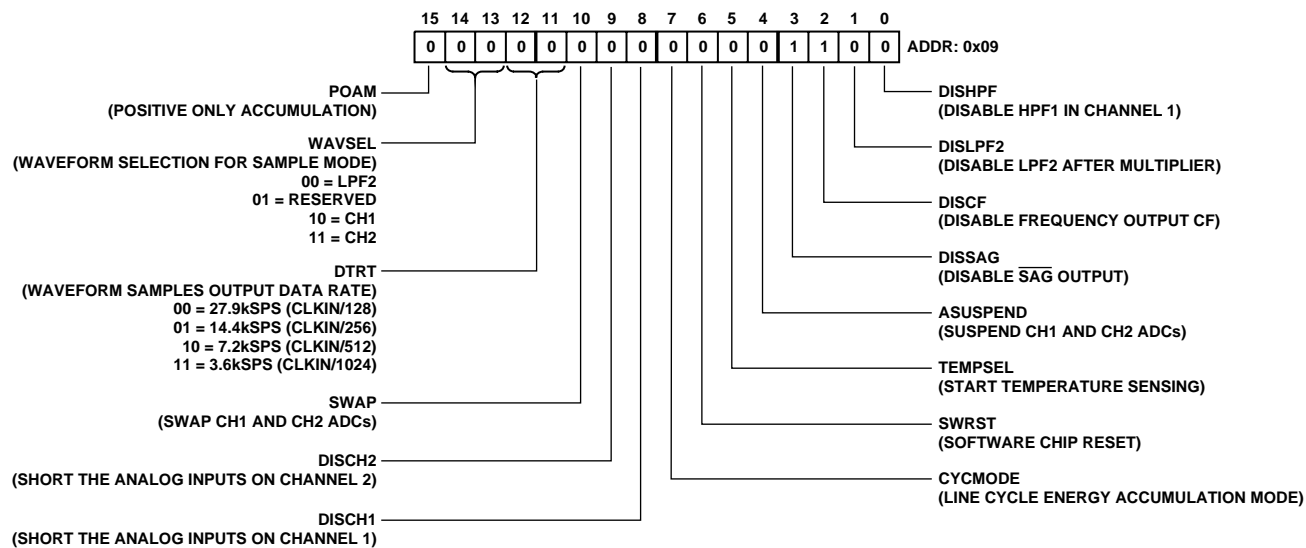 15 14 13 12 11 10 9 8 7 6 5 4 3 2 1 0
0 0 0 0 0 0 0 0 0 0 0 0 1 1 0 0 ADDR: 0x09
POAM
(POSITIVE ONLY ACCUMULATION)
WAVSEL
(WAVEFORM SELECTION FOR SAMPLE MODE)
00 = LPF2
01 = RESERVED
10 = CH1
11 = CH2
DTRT
(WAVEFORM SAMPLES OUTPUT DATA RATE)
00 = 27.9kSPS (CLKIN/128)
01 = 14.4kSPS (CLKIN/256)
10 = 7.2kSPS (CLKIN/512)
11 = 3.6kSPS (CLKIN/1024)
SWAP
(SWAP CH1 AND CH2 ADCs)
DISCH2
(SHORT THE ANALOG INPUTS ON CHANNEL 2)
DISCH1
(SHORT THE ANALOG INPUTS ON CHANNEL 1)
DISHPF
(DISABLE HPF1 IN CHANNEL 1)
DISLPF2
(DISABLE LPF2 AFTER MULTIPLIER)
DISCF
(DISABLE FREQUENCY OUTPUT CF)
DISSAG
(DISABLE S̅A̅G̅ OUTPUT)
ASUSPEND
(SUSPEND CH1 AND CH2 ADCs)
TEMPSEL
(START TEMPERATURE SENSING)
SWRST
(SOFTWARE CHIP RESET)
CYCMODE
(LINE CYCLE ENERGY ACCUMULATION MODE)